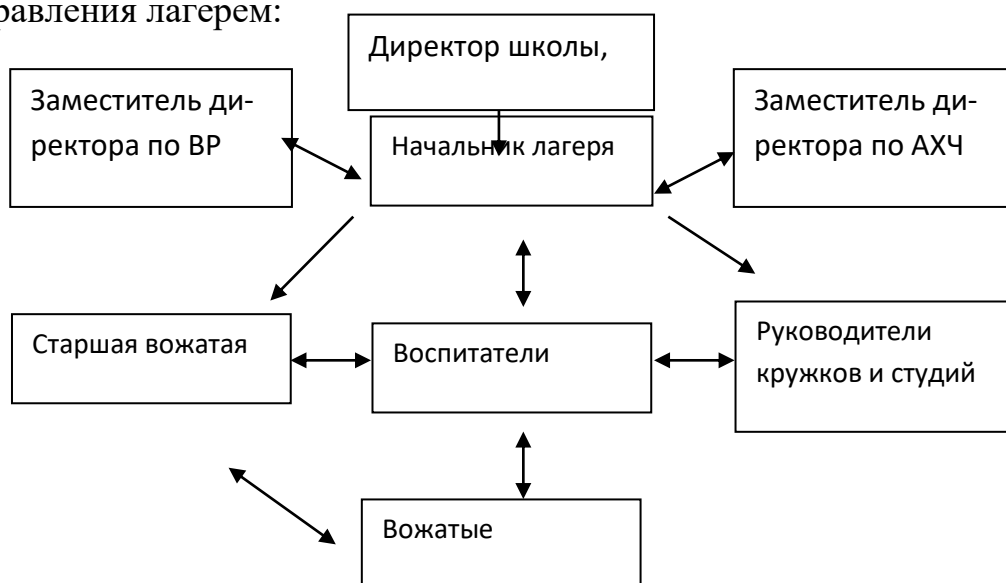 равления лагерем:
Директор школы,
Заместитель ди-
ректора по ВР
Начальник лагеря
Заместитель ди-
ректора по АХЧ
Старшая вожатая
Воспитатели
Руководители
кружков и студий
Вожатые